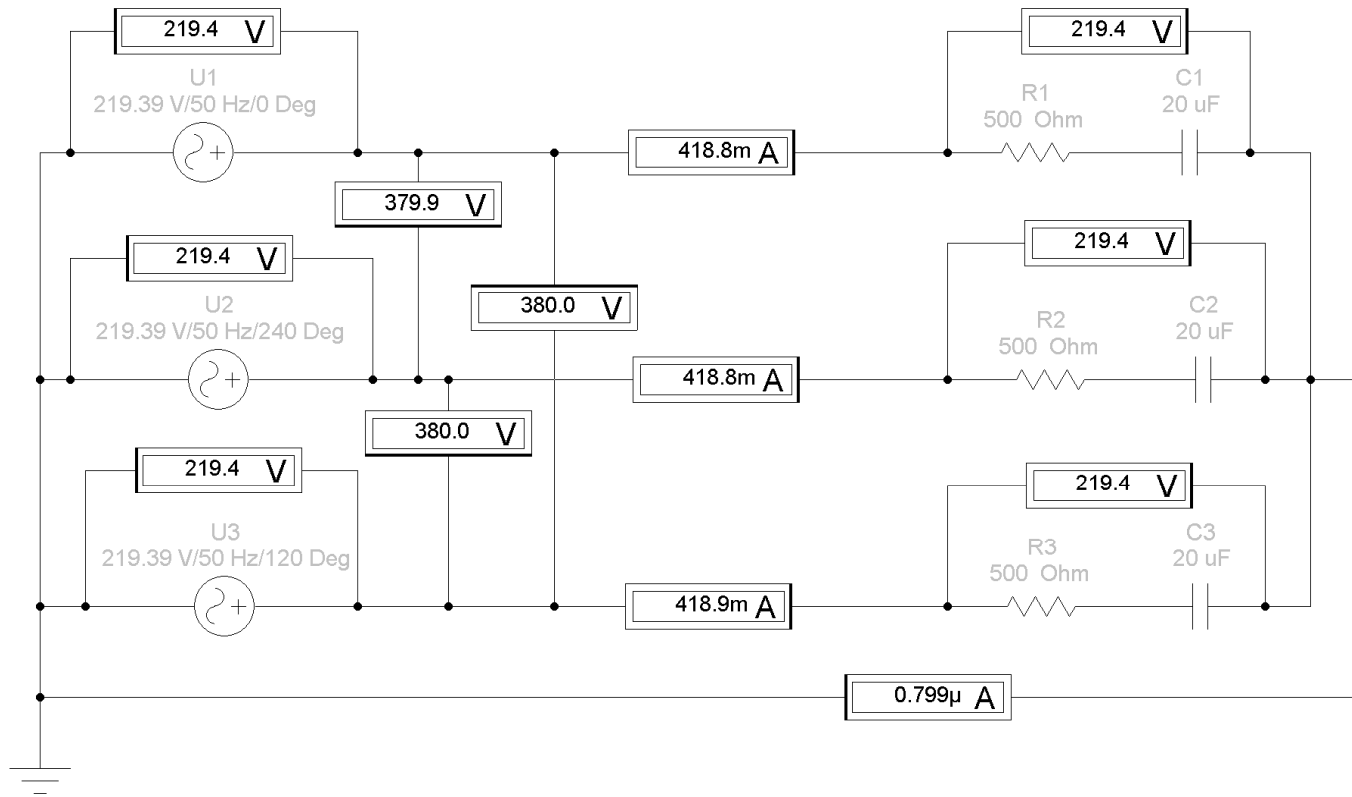 219.4 V
219.4 V
U1
219.39 V/50 Hz/0 Deg
R1
500 Ohm
C1
20 uF
418.8m A
379.9 V
219.4 V
219.4 V
U2
219.39 V/50 Hz/240 Deg
380.0 V
R2
500 Ohm
C2
20 uF
418.8m A
380.0 V
219.4 V
219.4 V
U3
219.39 V/50 Hz/120 Deg
R3
500 Ohm
C3
20 uF
418.9m A
0.799µ A